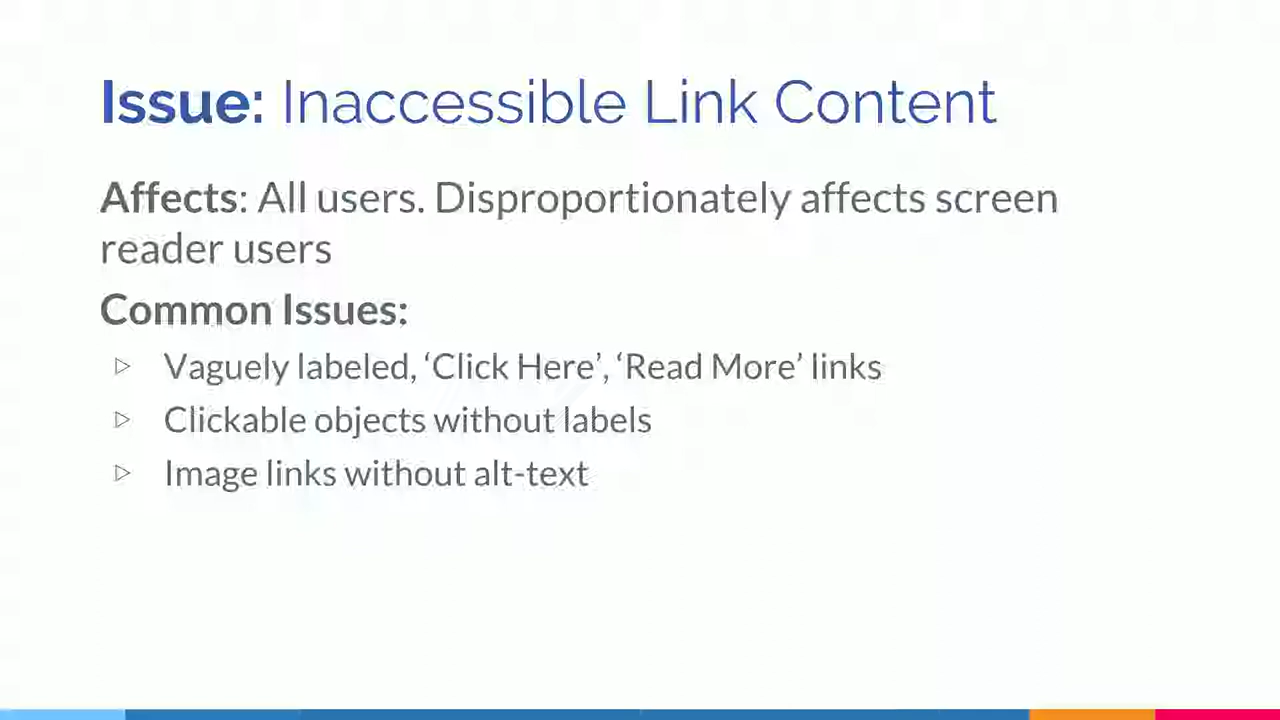 Issue: Inaccessible Link Content
Affects: All users. Disproportionately affects screen
reader users
Common Issues:
Vaguely labeled, ‘Click Here’, ‘Read More’ links
Clickable objects without labels
Image links without alt-text